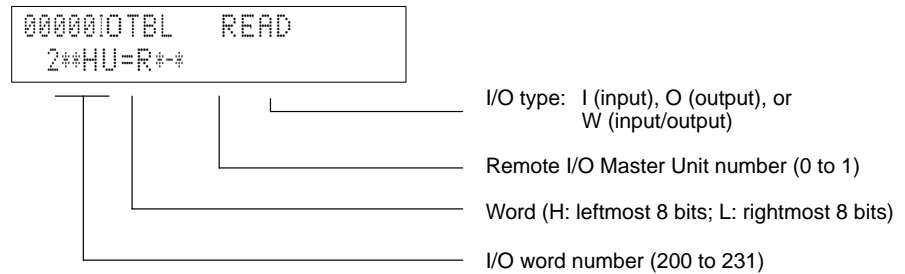 00000IOTBL READ
2**HU=R*-*
I/O type: I (input), O (output), or
W (input/output)
Remote I/O Master Unit number (0 to 1)
Word (H: leftmost 8 bits; L: rightmost 8 bits)
I/O word number (200 to 231)